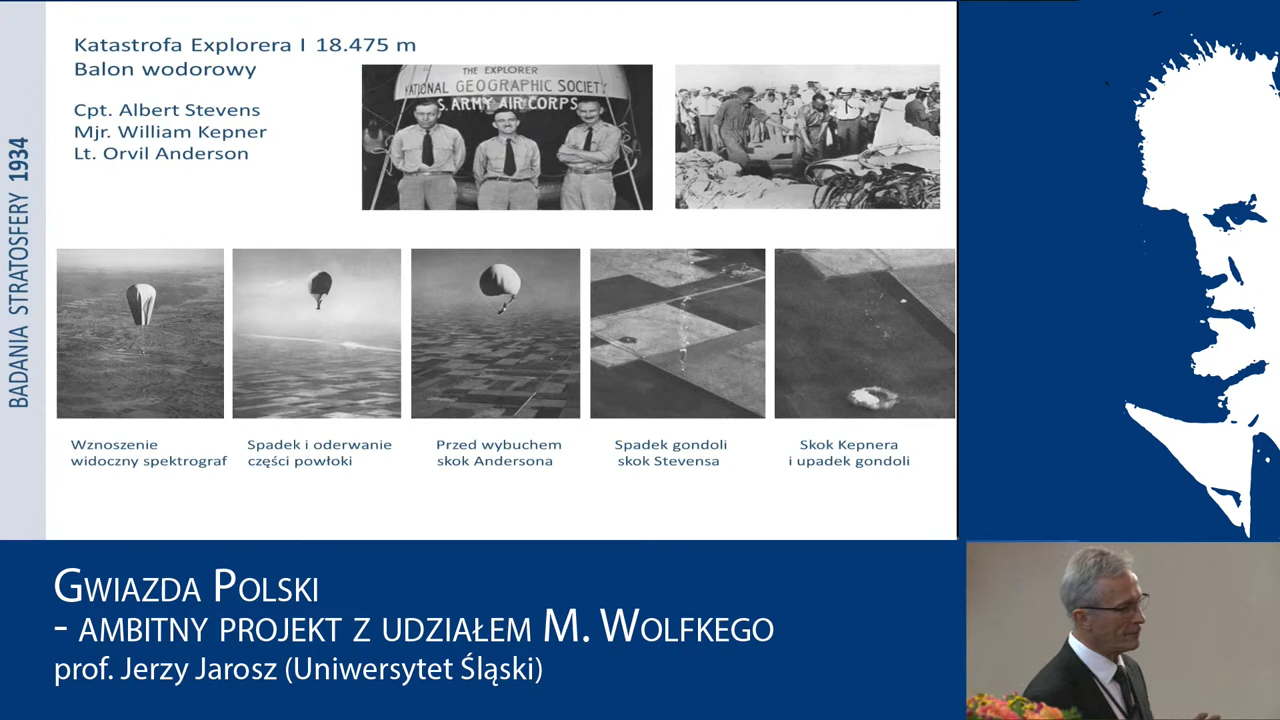 BADANIA STRATOSFERY 1934
Katastrofa Explorera I 18.475 m
Balon wodorowy
Cpt. Albert Stevens
Mjr. William Kepner
Lt. Orvil Anderson
THE EXPLORER
NATIONAL GEOGRAPHIC SOCIETY
S. ARMY AIR CORPS
Wznoszenie
widoczny spektrograf
Spadek i oderwanie
części powłoki
Przed wybuchem
skok Andersona
Spadek gondoli
skok Stevensa
Skok Kepnera
i upadek gondoli
Gwiazda Polski
- ambitny projekt z udziałem M. Wolfkego
prof. Jerzy Jarosz (Uniwersytet Śląski)